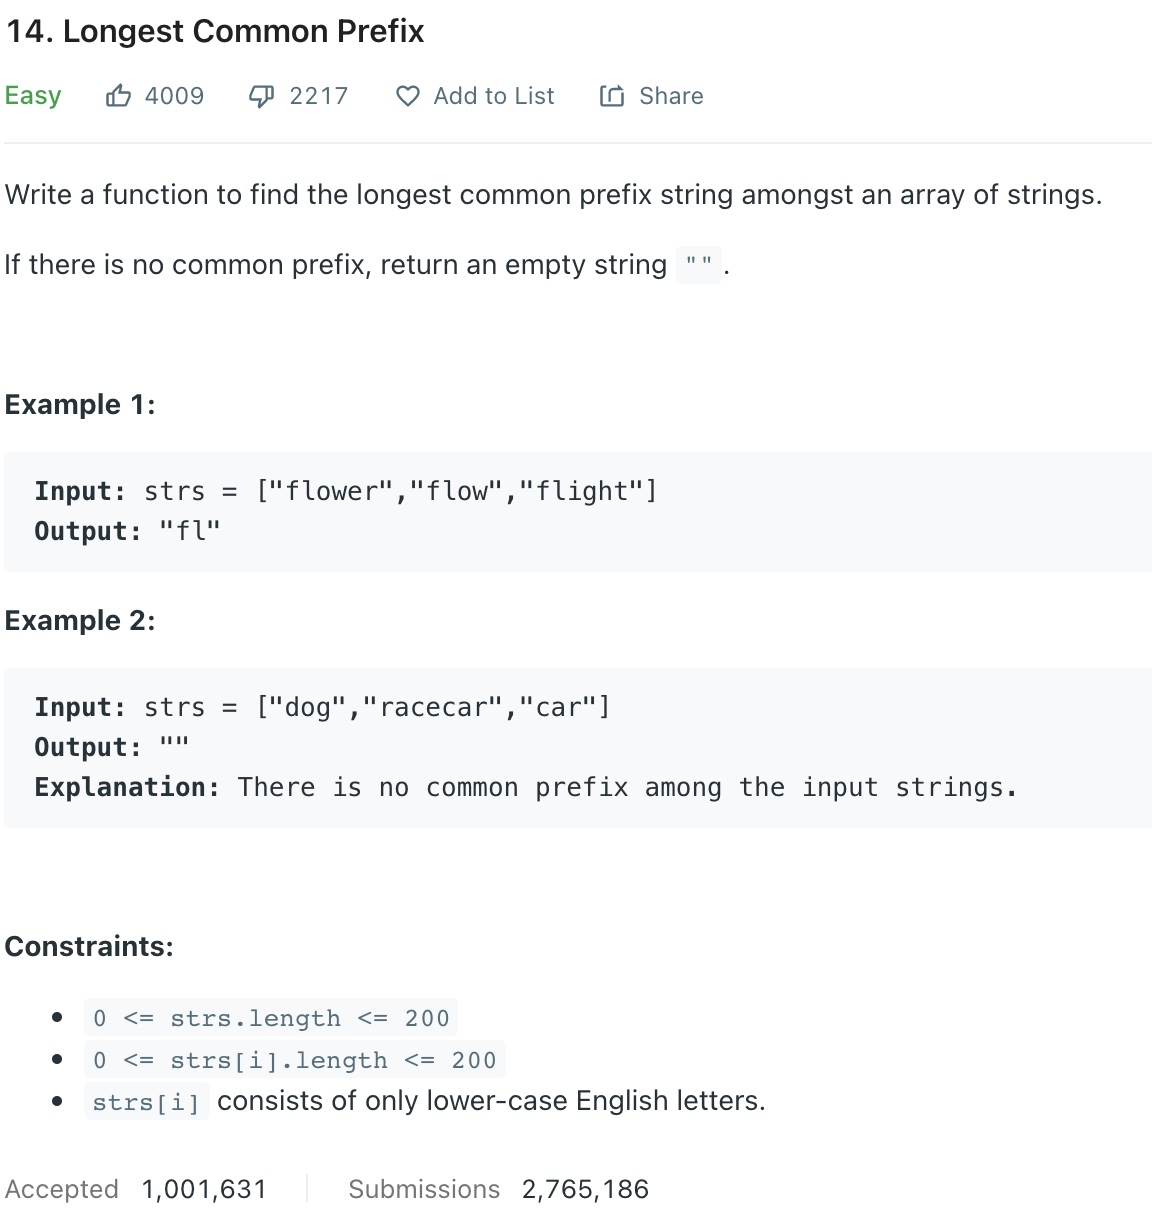 14. Longest Common Prefix
Easy 4009 2217 Add to List Share
Write a function to find the longest common prefix string amongst an array of strings.
If there is no common prefix, return an empty string "".
Example 1:
Input: strs = ["flower","flow","flight"]
Output: "fl"
Example 2:
Input: strs = ["dog","racecar","car"]
Output: ""
Explanation: There is no common prefix among the input strings.
Constraints:
0 <= strs.length <= 200
0 <= strs[i].length <= 200
strs[i] consists of only lower-case English letters.
Accepted 1,001,631 Submissions 2,765,186